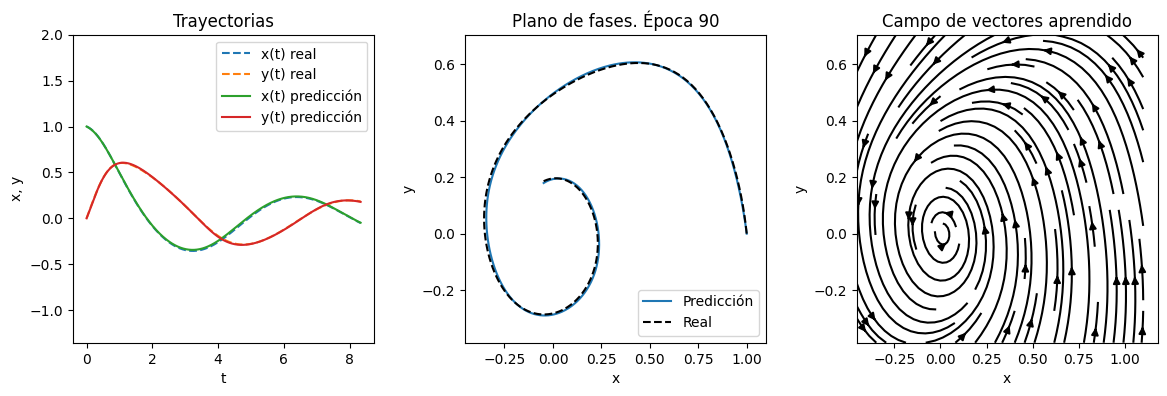 Trayectorias
x(t) real
y(t) real
x(t) predicción
y(t) predicción
2.0
1.5
1.0
0.5
0.0
−0.5
−1.0
x, y
0
2
4
6
8
t
Plano de fases. Época 90
0.6
0.4
0.2
0.0
−0.2
y
Predicción
Real
−0.25
0.00
0.25
0.50
0.75
1.00
x
Campo de vectores aprendido
0.6
0.4
0.2
0.0
−0.2
y
−0.25
0.00
0.25
0.50
0.75
1.00
x